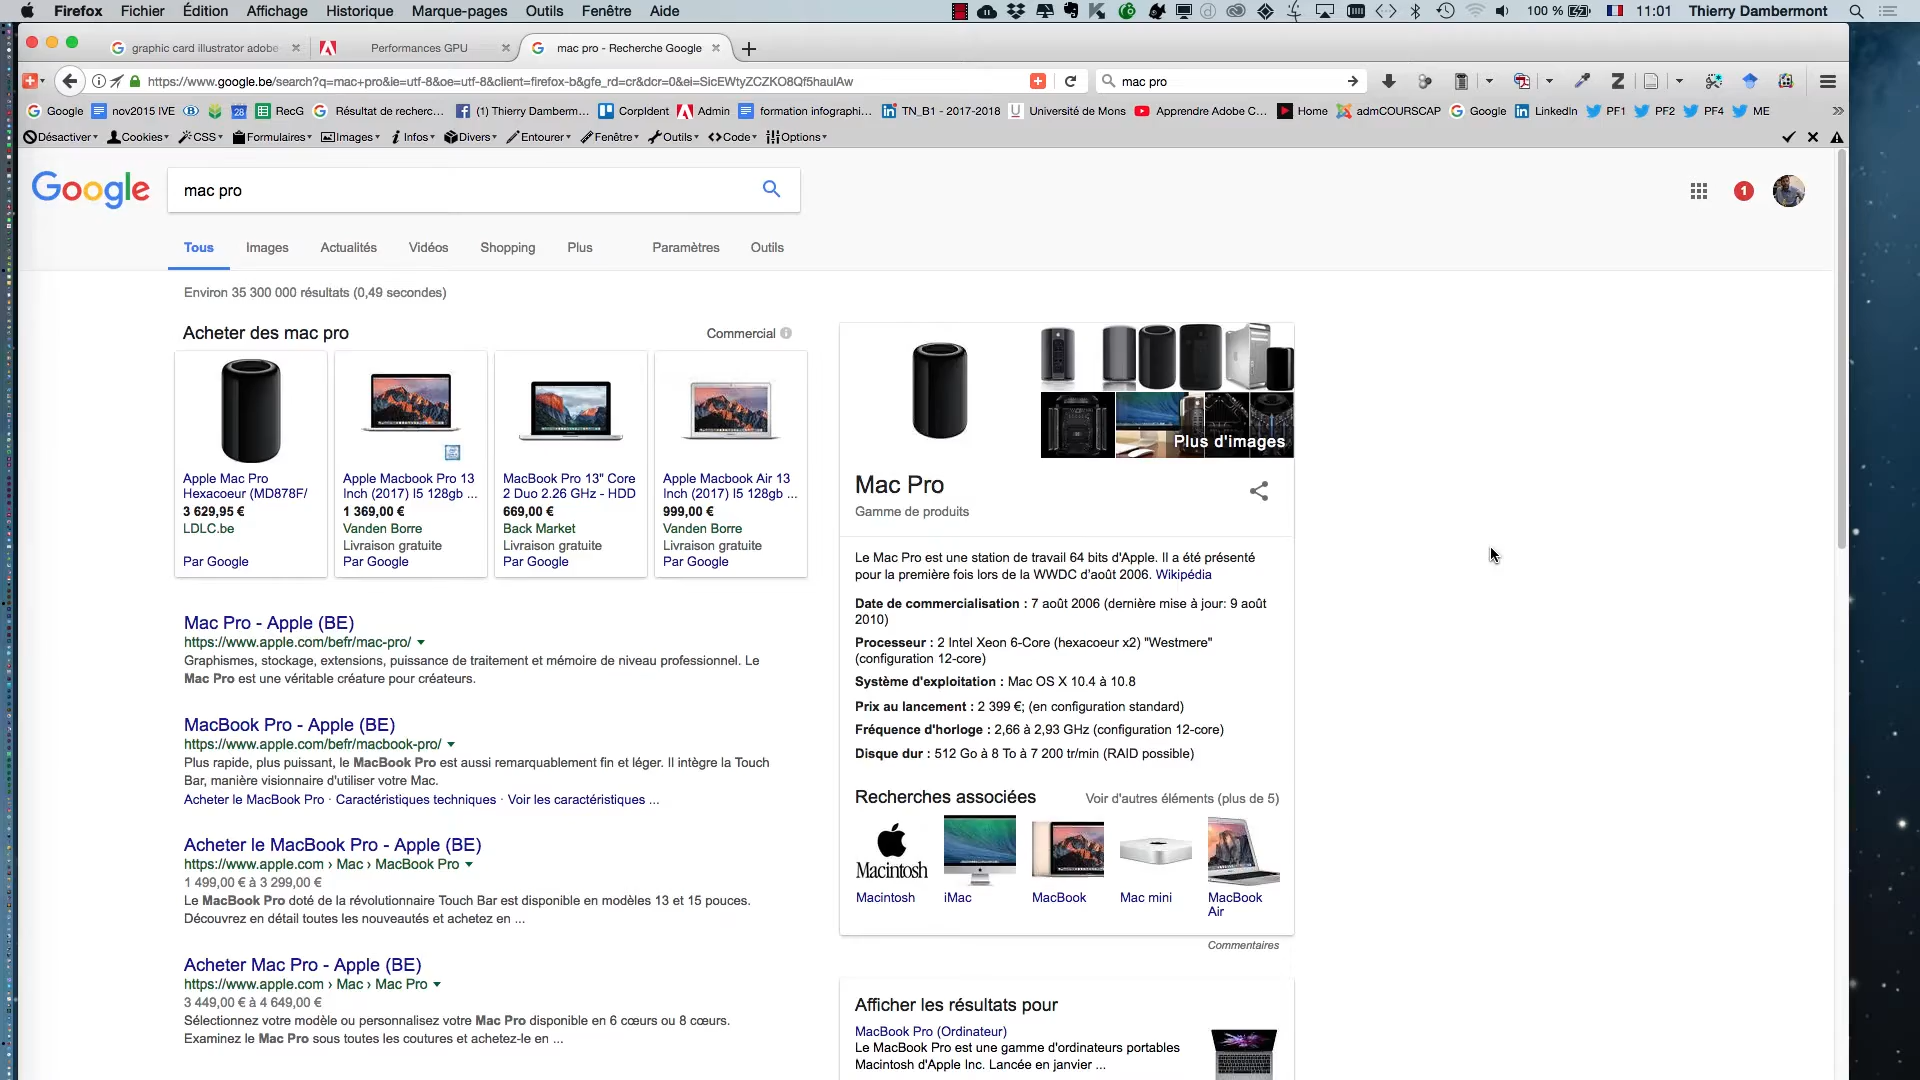 Firefox Fichier Édition Affichage Historique Marque-pages Outils Fenêtre Aide 100 % 11:01 Thierry Dambermont
graphic card illustrator adobe Performances GPU mac pro - Recherche Google
https://www.google.be/search?q=mac+pro&ie=utf-8&oe=utf-8&client=firefox-b&gfe_rd=cr&dcr=0&ei=SicEWtyZCZKO8Qf5hauIAw mac pro
Google nov2015 IVE 28 RecG Résultat de recherc... (1) Thierry Damberm... CorpIdent Admin formation infographi... TN_B1 - 2017-2018 Université de Mons Apprendre Adobe C... Home admCOURSCAP Google LinkedIn PF1 PF2 PF4 ME
Désactiver Cookies CSS Formulaires Images Infos Divers Entourer Fenêtre Outils Code Options
Google mac pro 1
Tous Images Actualités Vidéos Shopping Plus Paramètres Outils
Environ 35 300 000 résultats (0,49 secondes)
Acheter des mac pro Commercial
Apple Mac Pro
Hexacoeur (MD878F/
3 629,95 €
LDLC.be
Par Google
Apple Macbook Pro 13
Inch (2017) I5 128gb ...
1 369,00 €
Vanden Borre
Livraison gratuite
Par Google
MacBook Pro 13" Core
2 Duo 2.26 GHz - HDD
669,00 €
Back Market
Livraison gratuite
Par Google
Apple Macbook Air 13
Inch (2017) I5 128gb ...
999,00 €
Vanden Borre
Livraison gratuite
Par Google
Mac Pro - Apple (BE)
https://www.apple.com/befr/mac-pro/
Graphismes, stockage, extensions, puissance de traitement et mémoire de niveau professionnel. Le
Mac Pro est une véritable créature pour créateurs.
MacBook Pro - Apple (BE)
https://www.apple.com/befr/macbook-pro/
Plus rapide, plus puissant, le MacBook Pro est aussi remarquablement fin et léger. Il intègre la Touch
Bar, manière visionnaire d'utiliser votre Mac.
Acheter le MacBook Pro · Caractéristiques techniques · Voir les caractéristiques ...
Acheter le MacBook Pro - Apple (BE)
https://www.apple.com › Mac › MacBook Pro
1 499,00 € à 3 299,00 €
Le MacBook Pro doté de la révolutionnaire Touch Bar est disponible en modèles 13 et 15 pouces.
Découvrez en détail toutes les nouveautés et achetez en ...
Acheter Mac Pro - Apple (BE)
https://www.apple.com › Mac › Mac Pro
3 449,00 € à 4 649,00 €
Sélectionnez votre modèle ou personnalisez votre Mac Pro disponible en 6 cœurs ou 8 cœurs.
Examinez le Mac Pro sous toutes les coutures et achetez-le en ...
Plus d'images
Mac Pro
Gamme de produits
Le Mac Pro est une station de travail 64 bits d'Apple. Il a été présenté
pour la première fois lors de la WWDC d'août 2006. Wikipédia
Date de commercialisation : 7 août 2006 (dernière mise à jour: 9 août
2010)
Processeur : 2 Intel Xeon 6-Core (hexacoeur x2) "Westmere"
(configuration 12-core)
Système d'exploitation : Mac OS X 10.4 à 10.8
Prix au lancement : 2 399 €; (en configuration standard)
Fréquence d'horloge : 2,66 à 2,93 GHz (configuration 12-core)
Disque dur : 512 Go à 8 To à 7 200 tr/min (RAID possible)
Recherches associées Voir d'autres éléments (plus de 5)
Macintosh
Macintosh iMac MacBook Mac mini MacBook
Air
Commentaires
Afficher les résultats pour
MacBook Pro (Ordinateur)
Le MacBook Pro est une gamme d'ordinateurs portables
Macintosh d'Apple Inc. Lancée en janvier ...